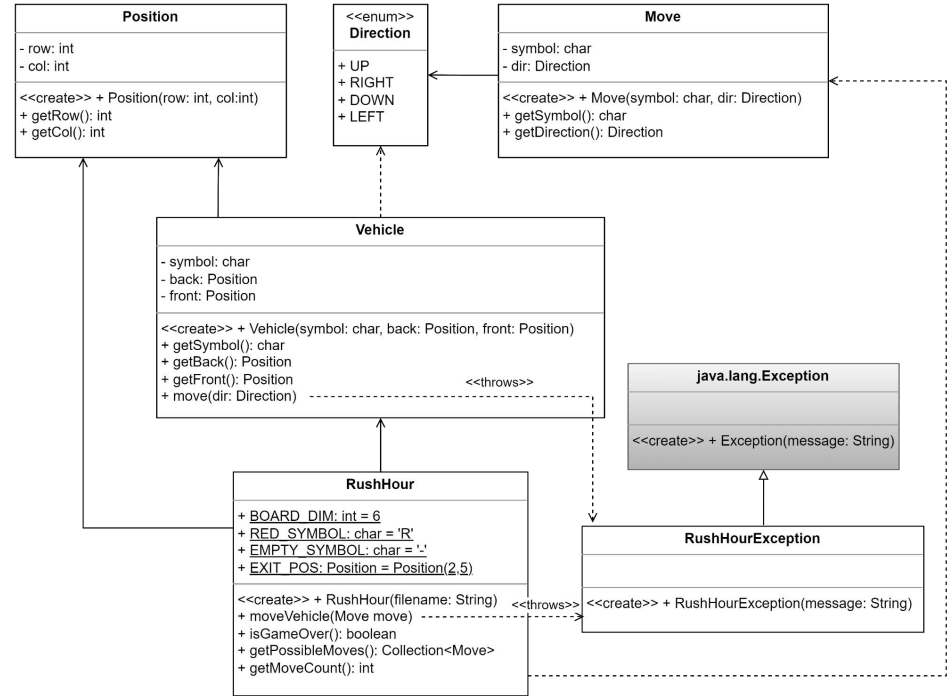 Position
- row: int
- col: int
<<create>> + Position(row: int, col:int)
+ getRow(): int
+ getCol(): int
<<enum>>
Direction
+ UP
+ RIGHT
+ DOWN
+ LEFT
Move
- symbol: char
- dir: Direction
<<create>> + Move(symbol: char, dir: Direction)
+ getSymbol(): char
+ getDirection(): Direction
Vehicle
- symbol: char
- back: Position
- front: Position
<<create>> + Vehicle(symbol: char, back: Position, front: Position)
+ getSymbol(): char
+ getBack(): Position
+ getFront(): Position
+ move(dir: Direction)
<<throws>>
java.lang.Exception
<<create>> + Exception(message: String)
RushHour
+ BOARD_DIM: int = 6
+ RED_SYMBOL: char = 'R'
+ EMPTY_SYMBOL: char = '-'
+ EXIT_POS: Position = Position(2,5)
<<create>> + RushHour(filename: String)
+ moveVehicle(Move move)
+ isGameOver(): boolean
+ getPossibleMoves(): Collection<Move>
+ getMoveCount(): int
<<throws>>
RushHourException
<<create>> + RushHourException(message: String)